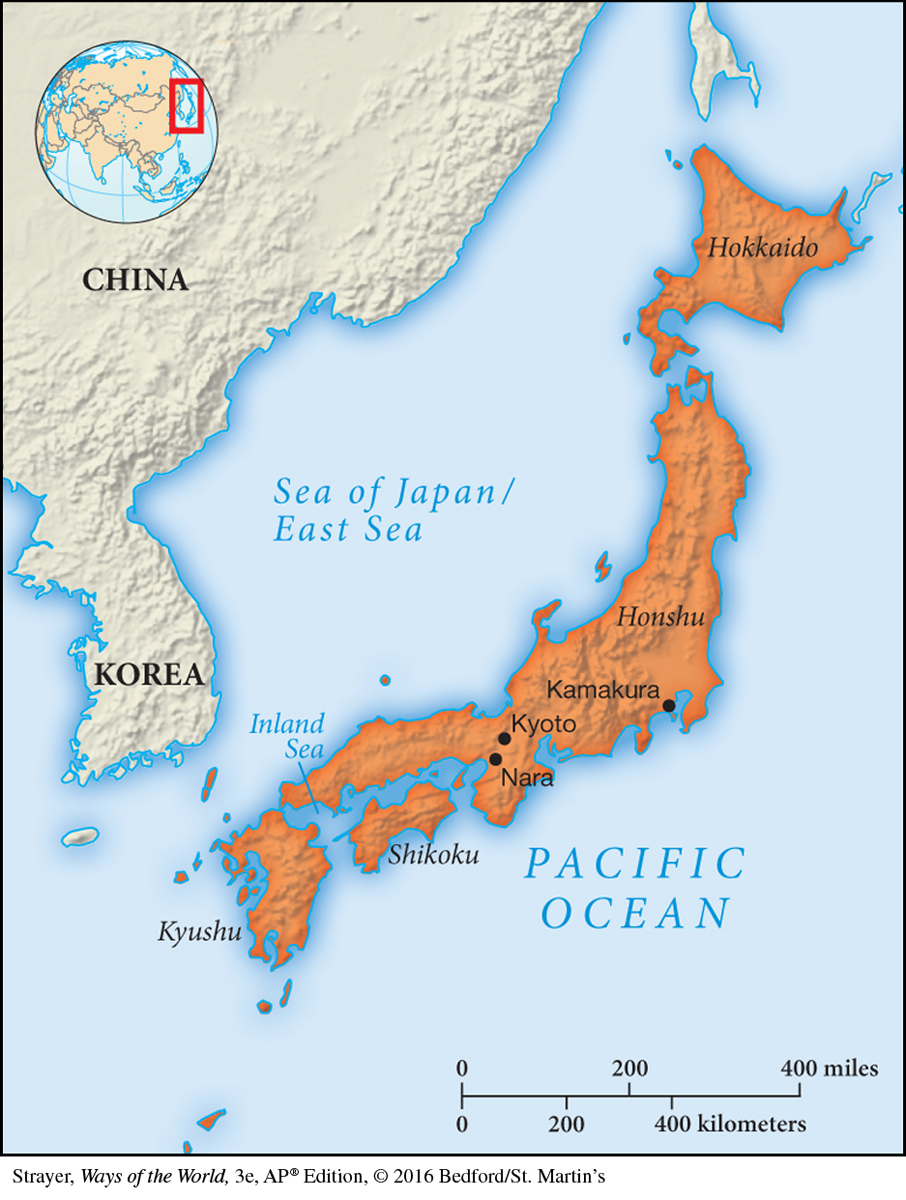 CHINA
Hokkaido
Sea of Japan/
East Sea
Honshu
KOREA
Kamakura
Inland
Sea
Kyoto
Nara
Shikoku
PACIFIC
OCEAN
Kyushu
0 200 400 miles
0 200 400 kilometers
Strayer, Ways of the World, 3e, AP® Edition, © 2016 Bedford/St. Martin’s